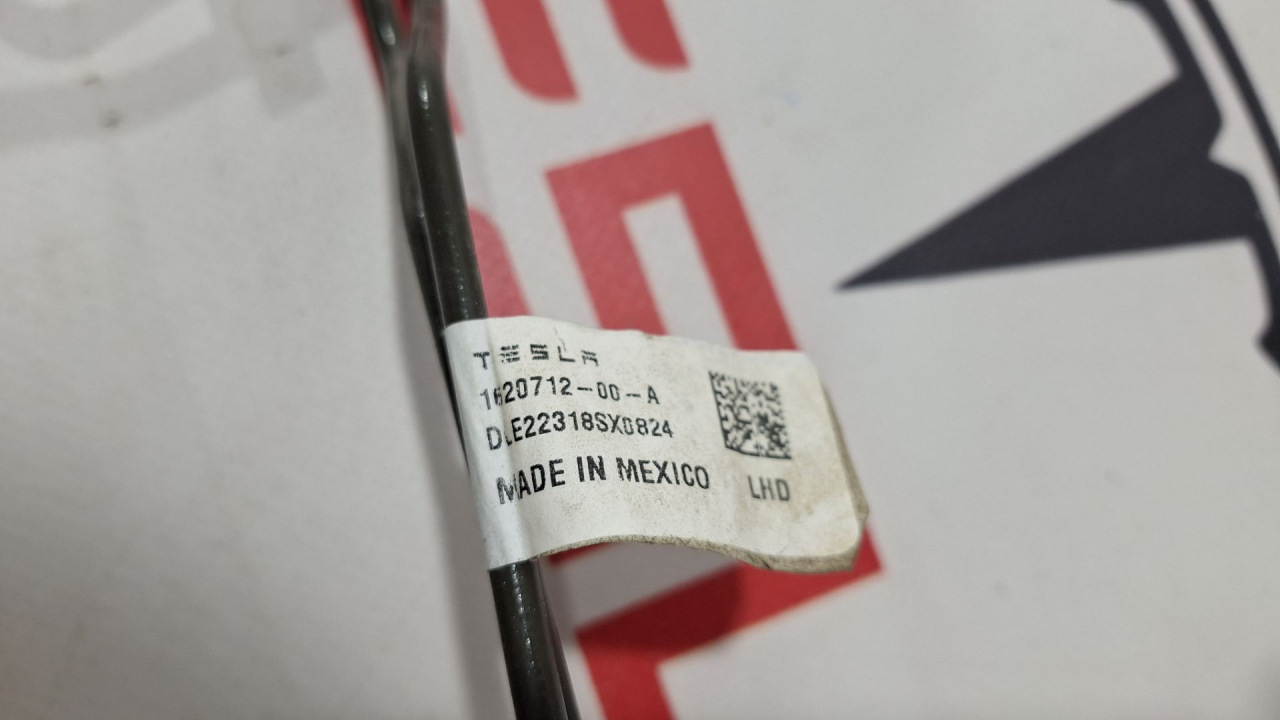 TESLA
1620712-00-A
DLE22318SX0824
MADE IN MEXICO
LHD